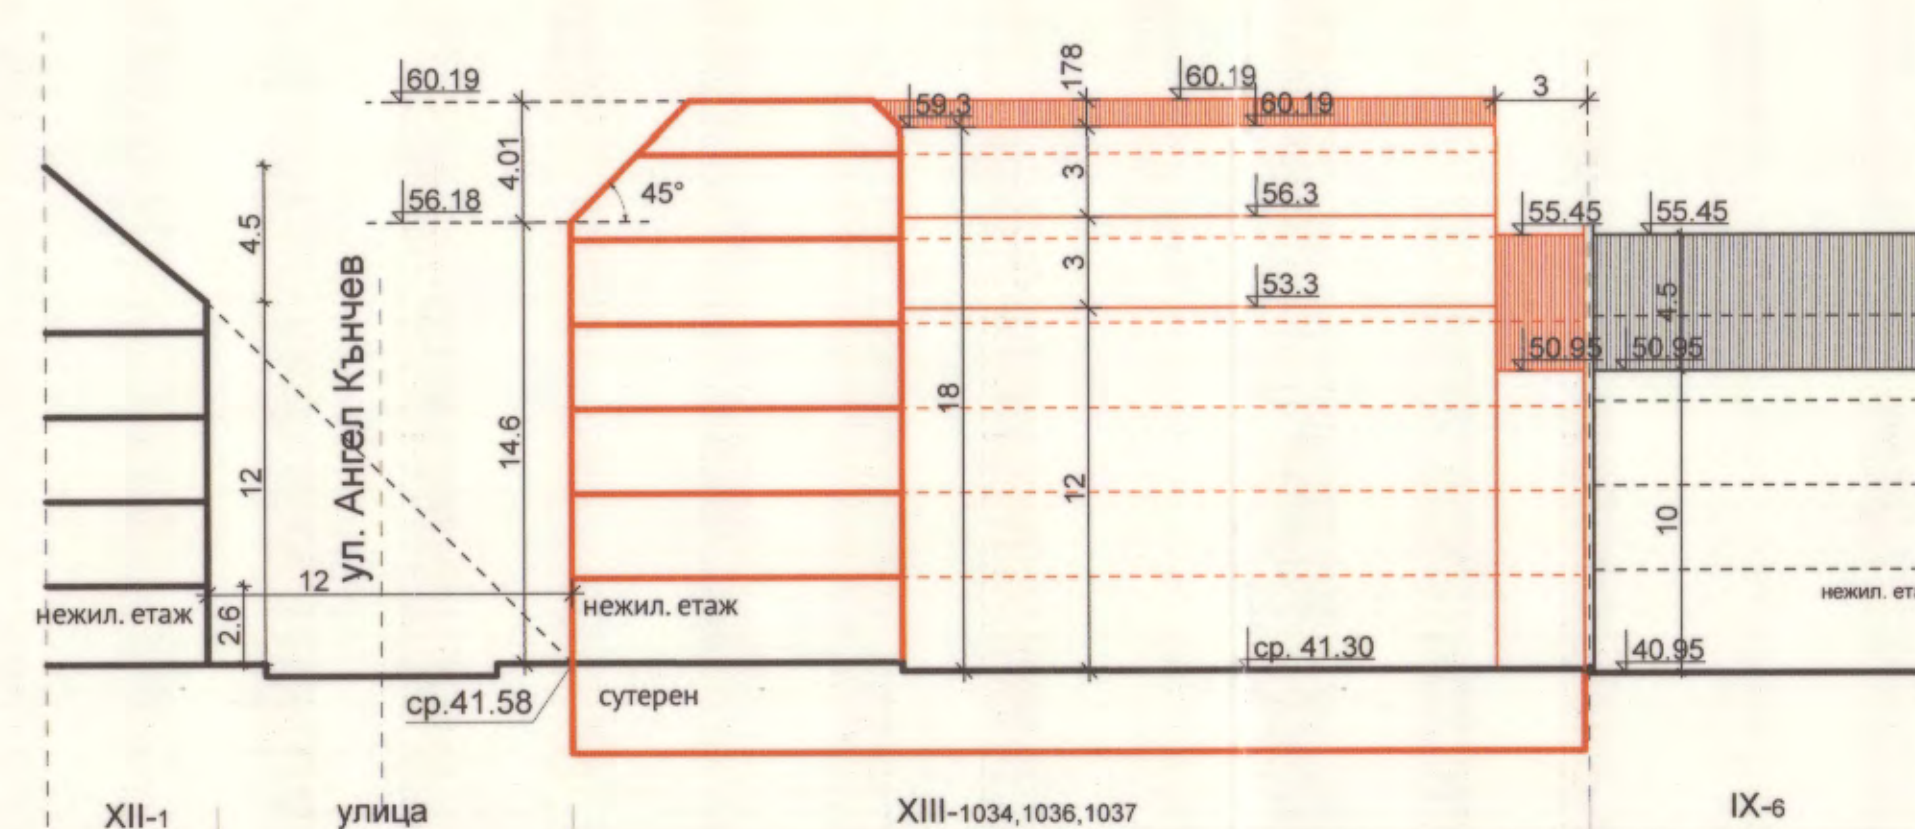 178
60.19
60.19
59.3
60.19
3
4.01
3
45°
56.18
56.3
55.45
55.45
4.5
ул. Ангел Кънчев
3
53.3
4.5
50.95
50.95
18
14.6
12
12
10
12
нежил. етаж
2.6
нежил. етаж
нежил. ета
ср. 41.30
40.95
ср.41.58
сутерен
XII-1
улица
XIII-1034,1036,1037
IX-6